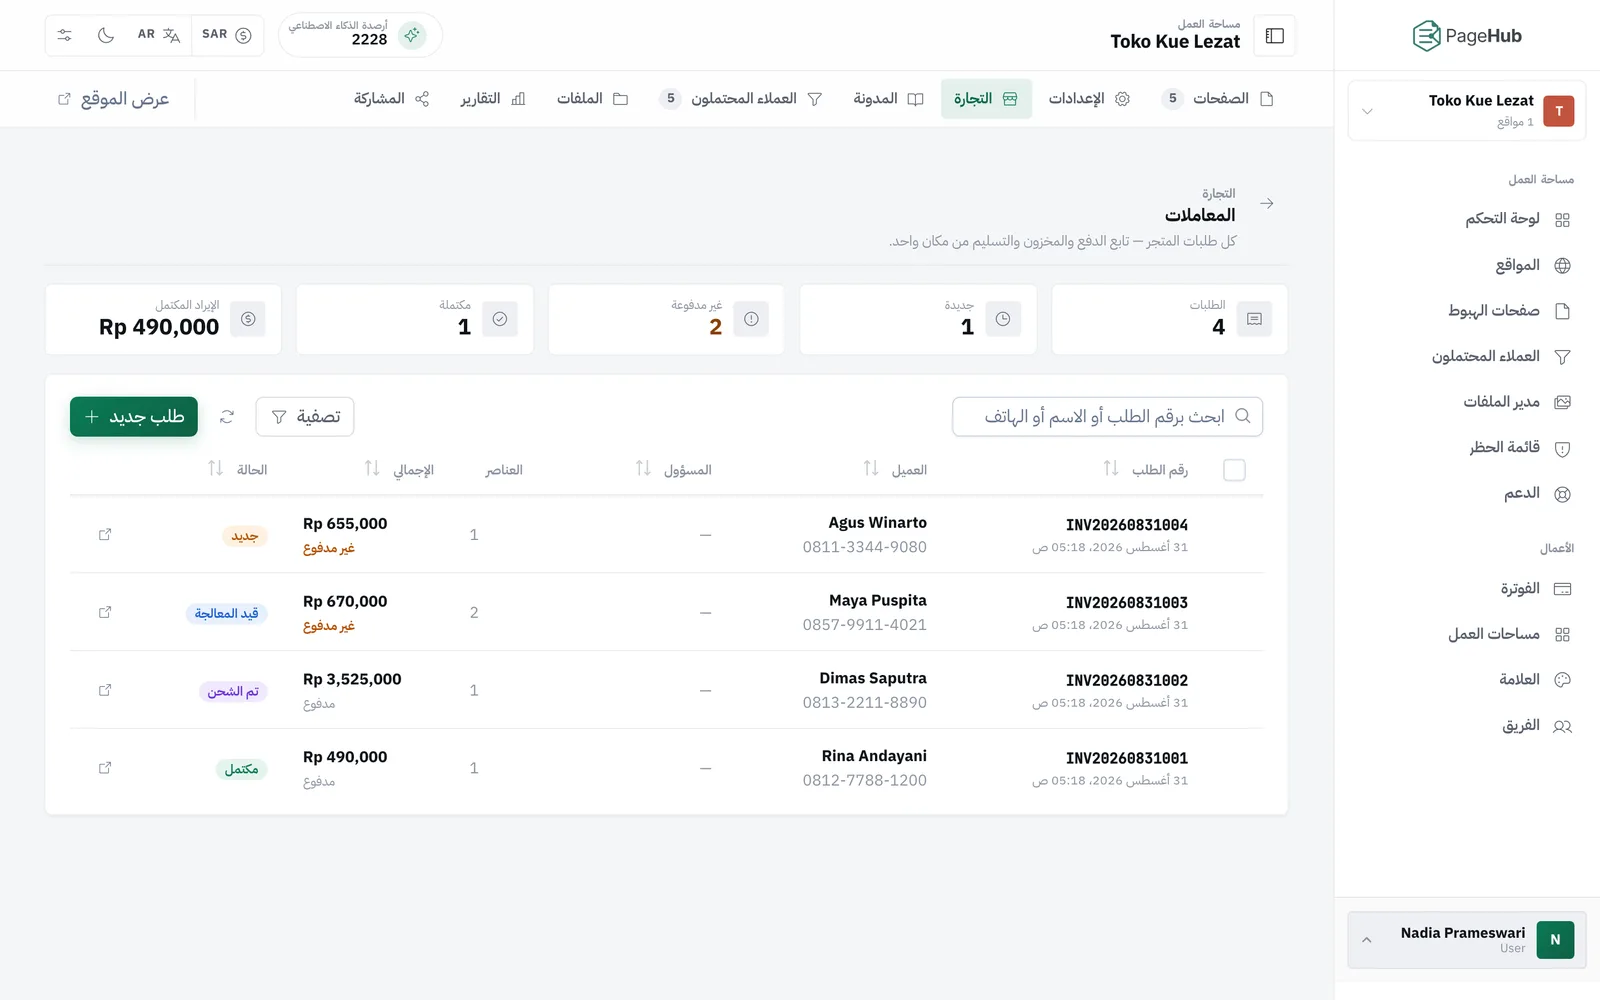 PageHub
Toko Kue Lezat
1 مواقع
T
مساحة العمل
لوحة التحكم
المواقع
صفحات الهبوط
العملاء المحتملون
مدير الملفات
قائمة الحظر
الدعم
الأعمال
الفوترة
مساحات العمل
العلامة
الفريق
Nadia Prameswari
User
N
مساحة العمل
Toko Kue Lezat
أرصدة الذكاء الاصطناعي
2228
SAR
AR
الصفحات 5
الإعدادات
التجارة
المدونة
العملاء المحتملون 5
الملفات
التقارير
المشاركة
عرض الموقع
التجارة
المعاملات
كل طلبات المتجر — تابع الدفع والمخزون والتسليم من مكان واحد.
الطلبات
4
جديدة
1
غير مدفوعة
2
مكتملة
1
الإيراد المكتمل
Rp 490,000
ابحث برقم الطلب أو الاسم أو الهاتف
تصفية
طلب جديد
رقم الطلب العميل المسؤول العناصر الإجمالي الحالة
INV20260831004 Agus Winarto — 1 Rp 655,000 جديد
31 أغسطس 2026، 05:18 ص 0811-3344-9080 غير مدفوع
INV20260831003 Maya Puspita — 2 Rp 670,000 قيد المعالجة
31 أغسطس 2026، 05:18 ص 0857-9911-4021 غير مدفوع
INV20260831002 Dimas Saputra — 1 Rp 3,525,000 تم الشحن
31 أغسطس 2026، 05:18 ص 0813-2211-8890 مدفوع
INV20260831001 Rina Andayani — 1 Rp 490,000 مكتمل
31 أغسطس 2026، 05:18 ص 0812-7788-1200 مدفوع